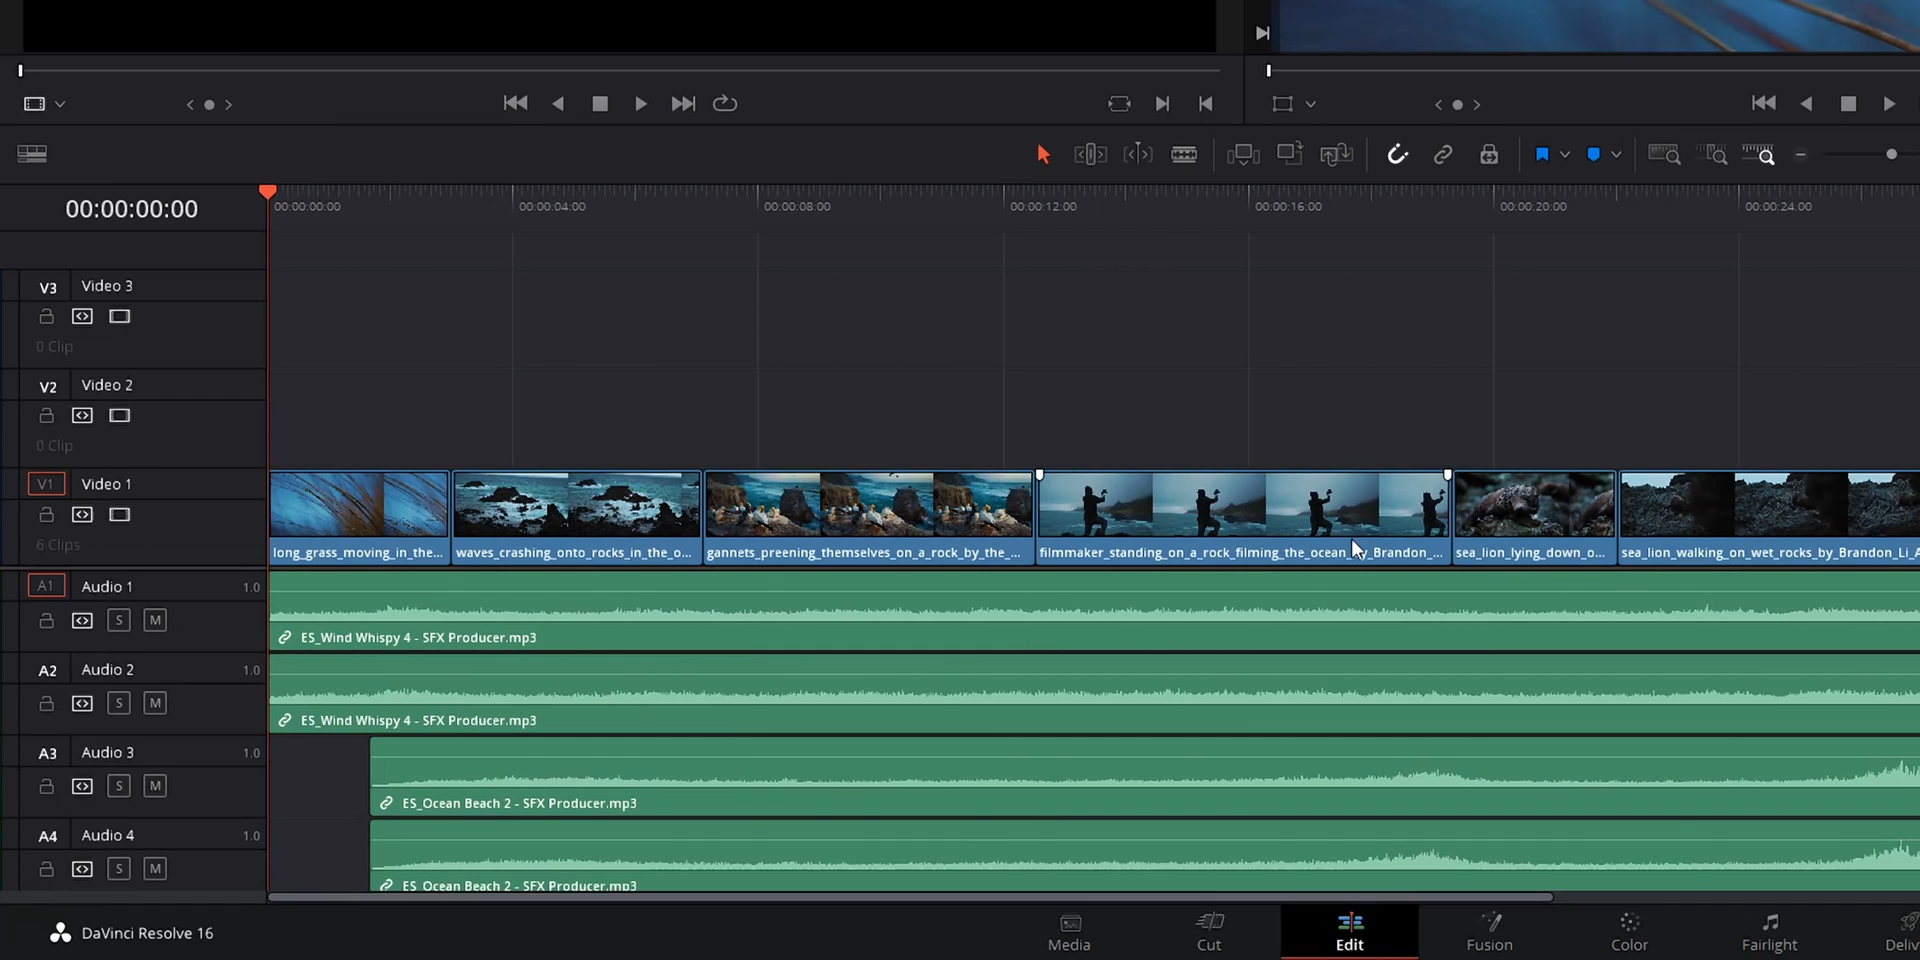 00:00:00:00
00:00:00:00 00:00:04:00 00:00:08:00 00:00:12:00 00:00:16:00 00:00:20:00 00:00:24:00
V3 Video 3
0 Clip
V2 Video 2
0 Clip
V1 Video 1
6 Clips
long_grass_moving_in_the... waves_crashing_onto_rocks_in_the_o... gannets_preening_themselves_on_a_rock_by_the_... filmmaker_standing_on_a_rock_filming_the_ocean_by_Brandon_... sea_lion_lying_down_o... sea_lion_walking_on_wet_rocks_by_Brandon_Li_A
A1 Audio 1 1.0
S M
ES_Wind Whispy 4 - SFX Producer.mp3
A2 Audio 2 1.0
S M
ES_Wind Whispy 4 - SFX Producer.mp3
A3 Audio 3 1.0
S M
ES_Ocean Beach 2 - SFX Producer.mp3
A4 Audio 4 1.0
S M
ES_Ocean Beach 2 - SFX Producer.mp3
DaVinci Resolve 16
Media Cut Edit Fusion Color Fairlight Deliv